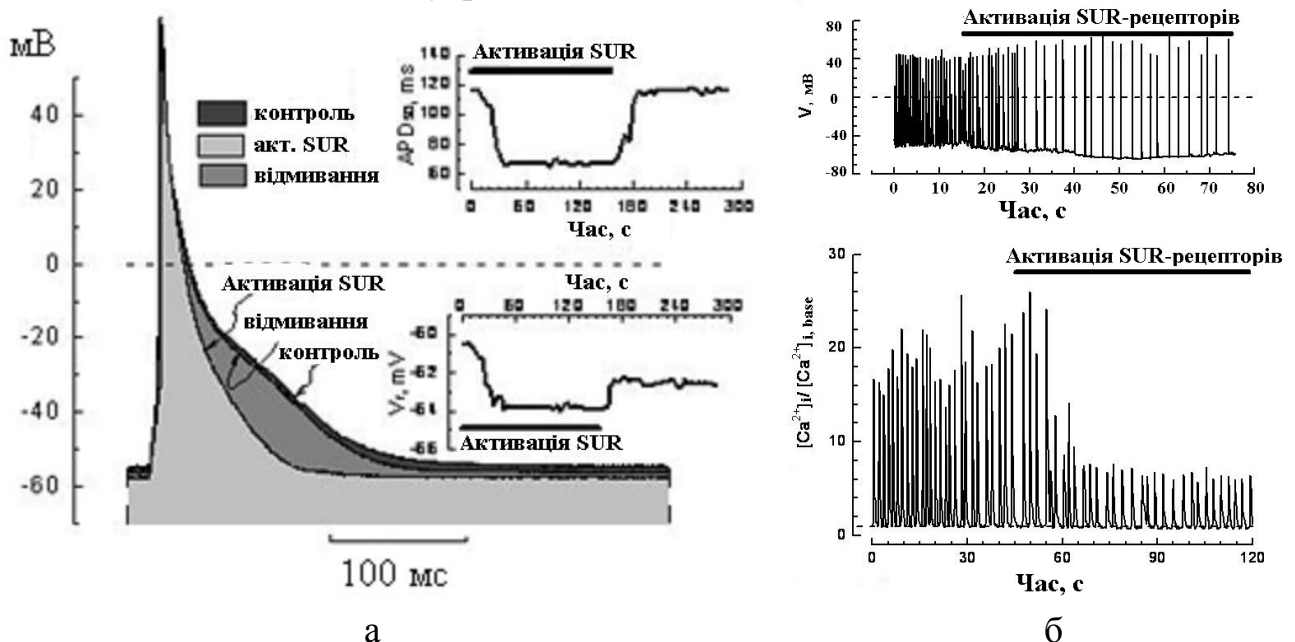 мВ
40
20
0
-20
-40
-60
контроль
акт. SUR
відмивання
Активація SUR
відмивання
контроль
100 мс
Активація SUR
140
120
100
80
60
APD
, ms
0 60 120 180 240 300
Час, с
Час, с
0 60 120 180 240 300
-60
-62
-64
-66
Vr, mV
Активація SUR
а
Активація SUR-рецепторів
80
40
0
-40
-80
V, мВ
0 10 20 30 40 50 60 70 80
Час, с
Активація SUR-рецепторів
30
20
10
0
[Ca2+]i/ [Ca2+]i, base
0 30 60 90 120
Час, с
б